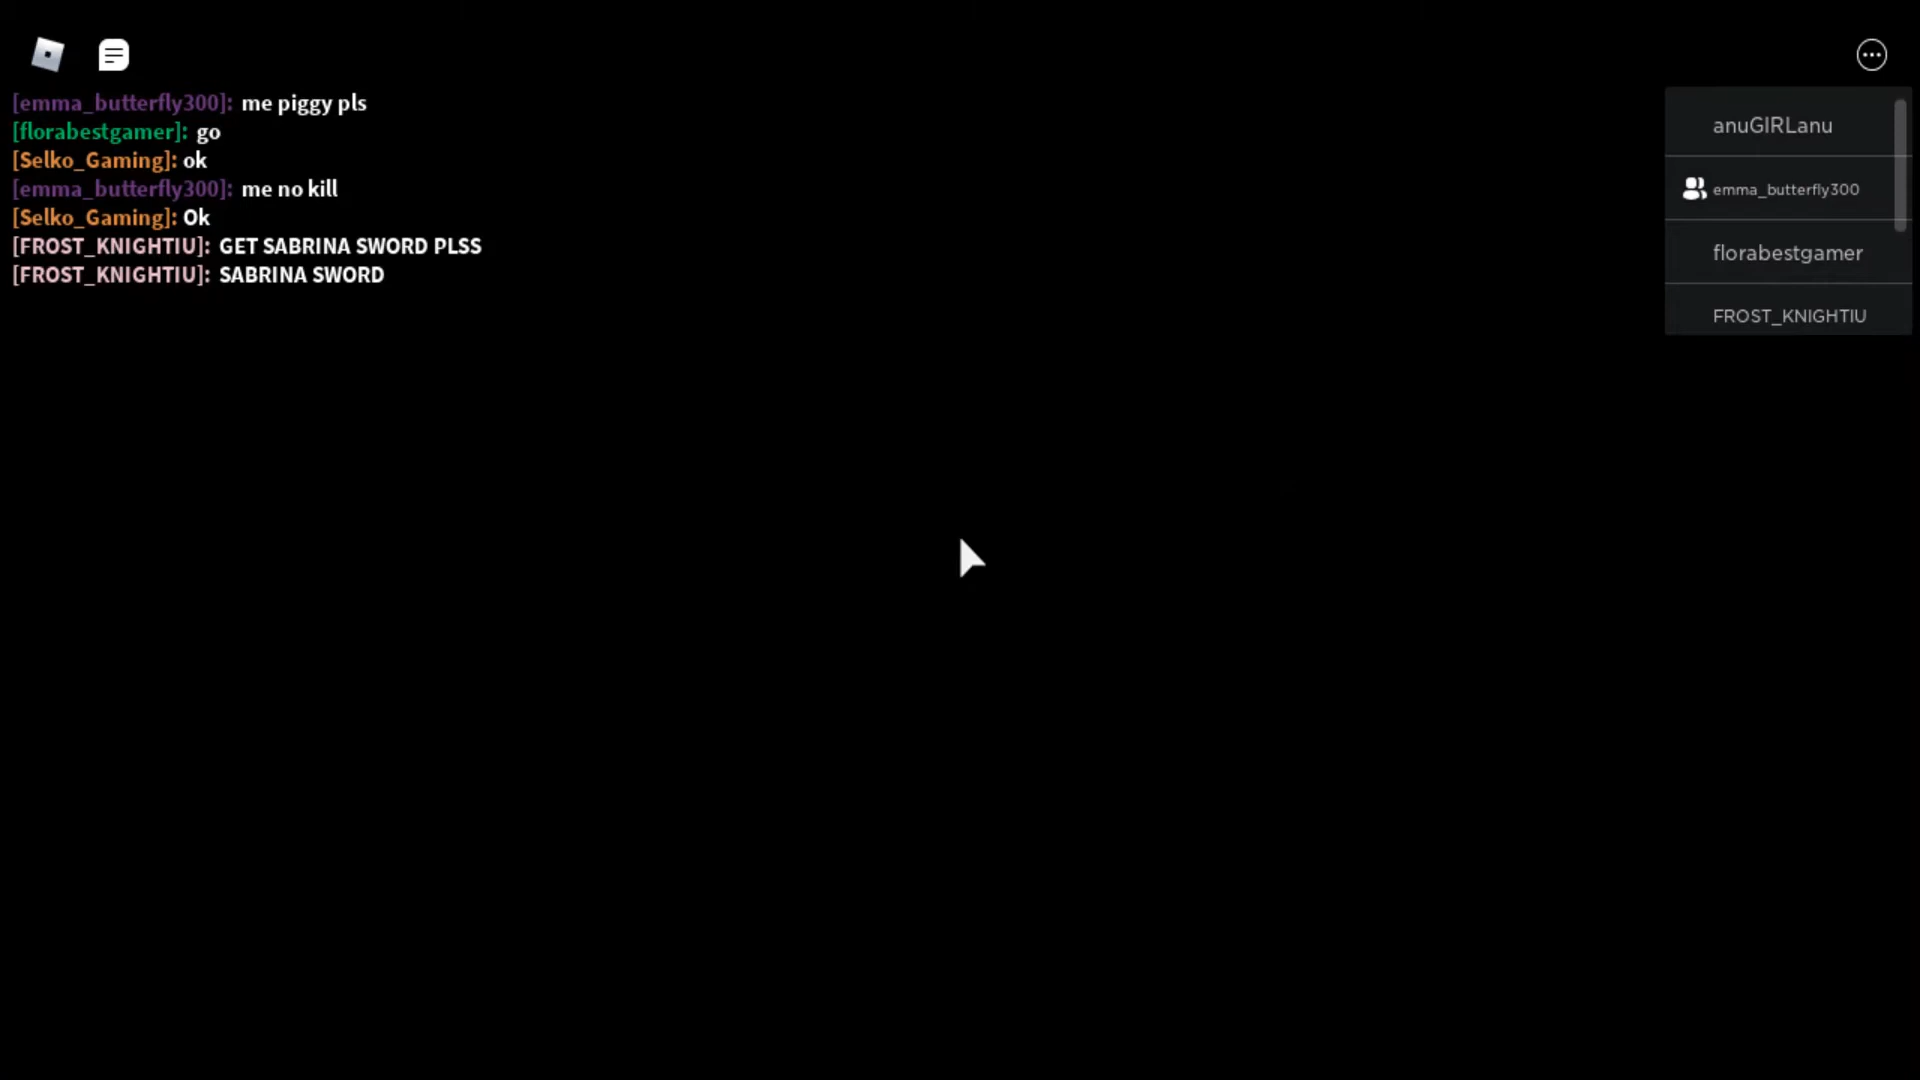 [emma_butterfly300]: me piggy pls
[florabestgamer]: go
[Selko_Gaming]: ok
[emma_butterfly300]: me no kill
[Selko_Gaming]: Ok
[FROST_KNIGHTIU]: GET SABRINA SWORD PLSS
[FROST_KNIGHTIU]: SABRINA SWORD
anuGIRLanu
emma_butterfly300
florabestgamer
FROST_KNIGHTIU